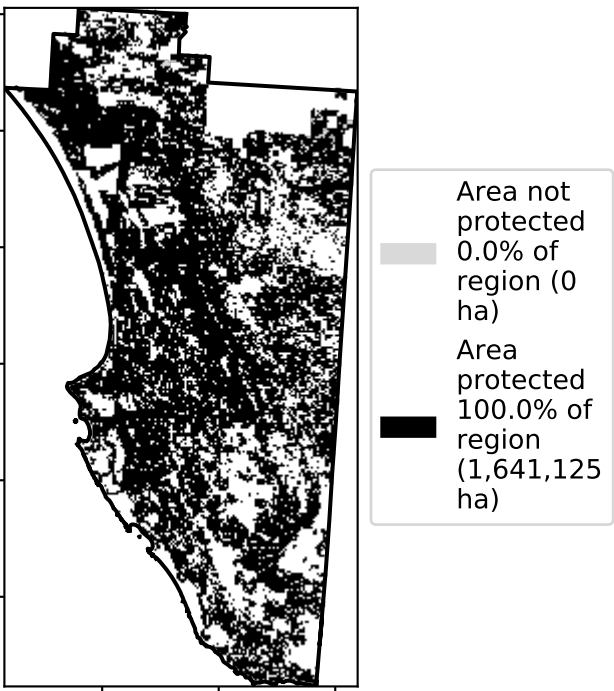 Area not
protected
0.0% of
region (0
ha)
Area
protected
100.0% of
region
(1,641,125
ha)